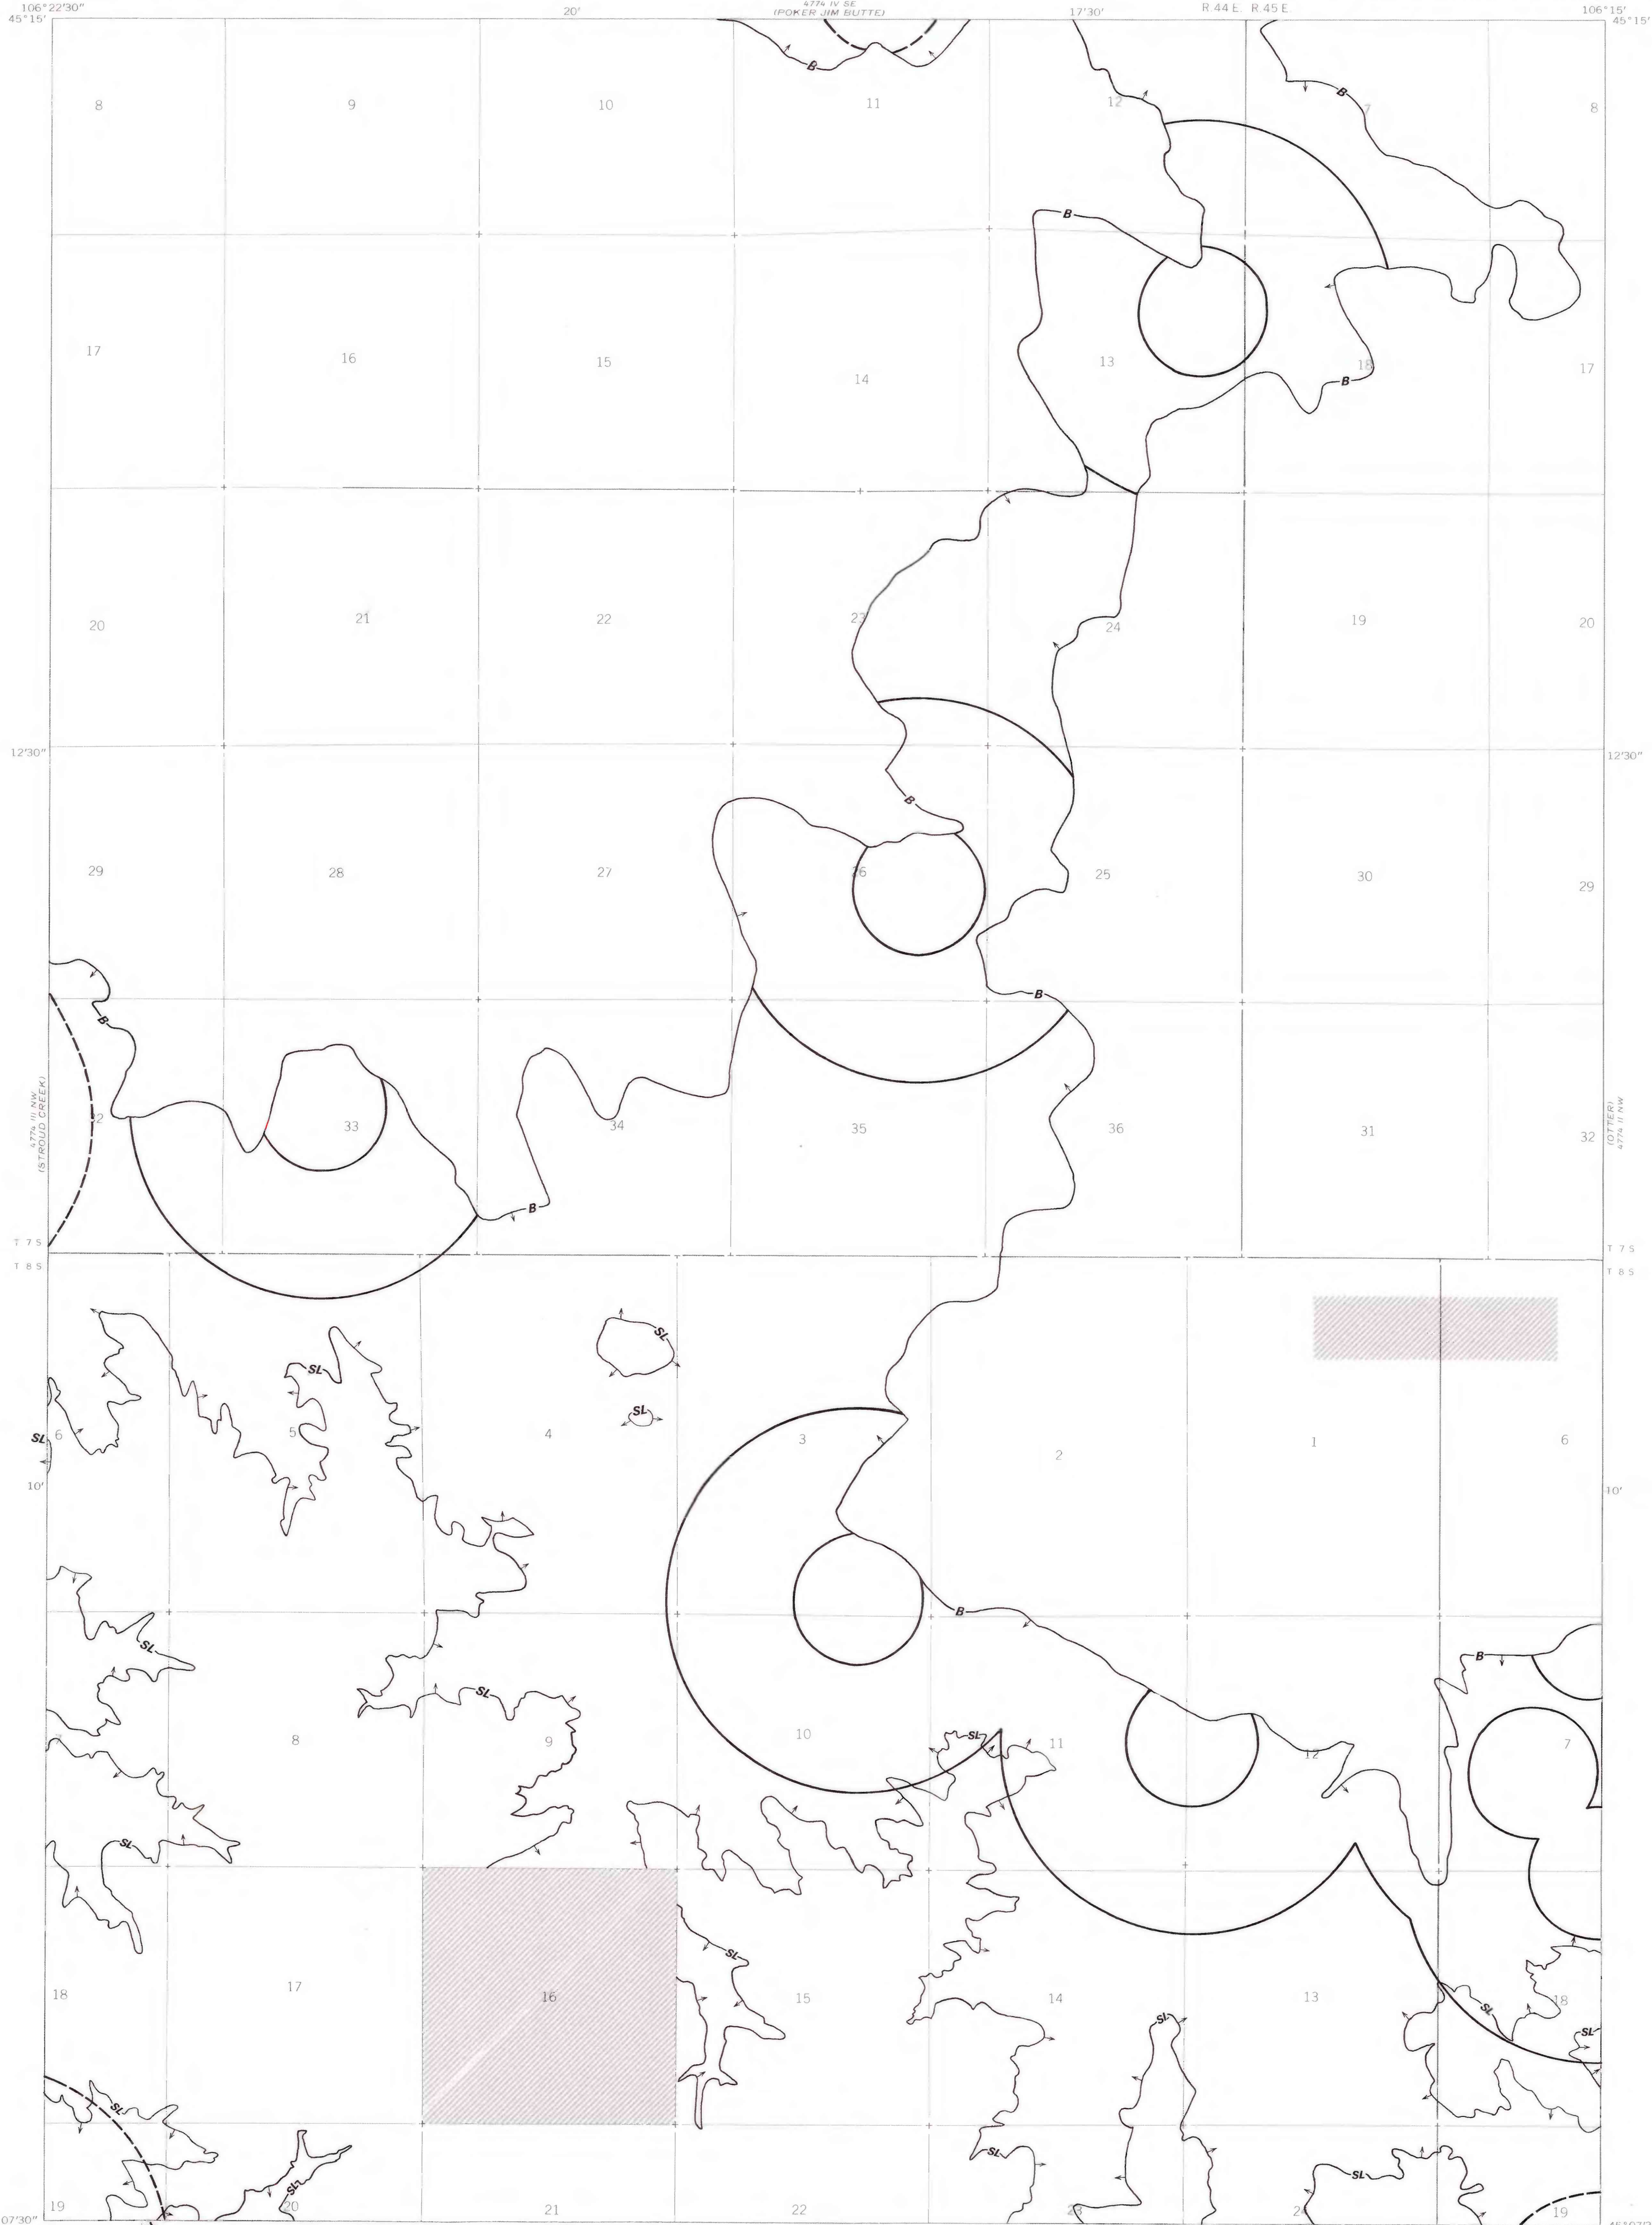 106°22'30" 20' 4774 IV SE 17'30" R.44 E. R.45 E. 106°15'
(POKER JIM BUTTE)
45°15' 45°15'
B
B
8 9 10 11 12 7 8
B
17 16 15 14 13 18 17
B
20 21 22 23 24 19 20
12'30" 12'30"
B
29 28 27 26 25 30 29
B
B
4774 III NW
(STROUD CREEK)
(OTTER)
4774 II NW
32 33 34 35 36 31 32
B
T 7 S T 7 S
T 8 S T 8 S
SL
SL
SL
SL
6 5 4 3 2 1 6
10' 10'
B
SL
B
SL
7 8 9 10 SL 11 12 7
SL
SL
18 17 16 15 14 13 18
SL
SL
SL
SL
SL
SL
SL
19 20 21 22 23 24 19
07'30"